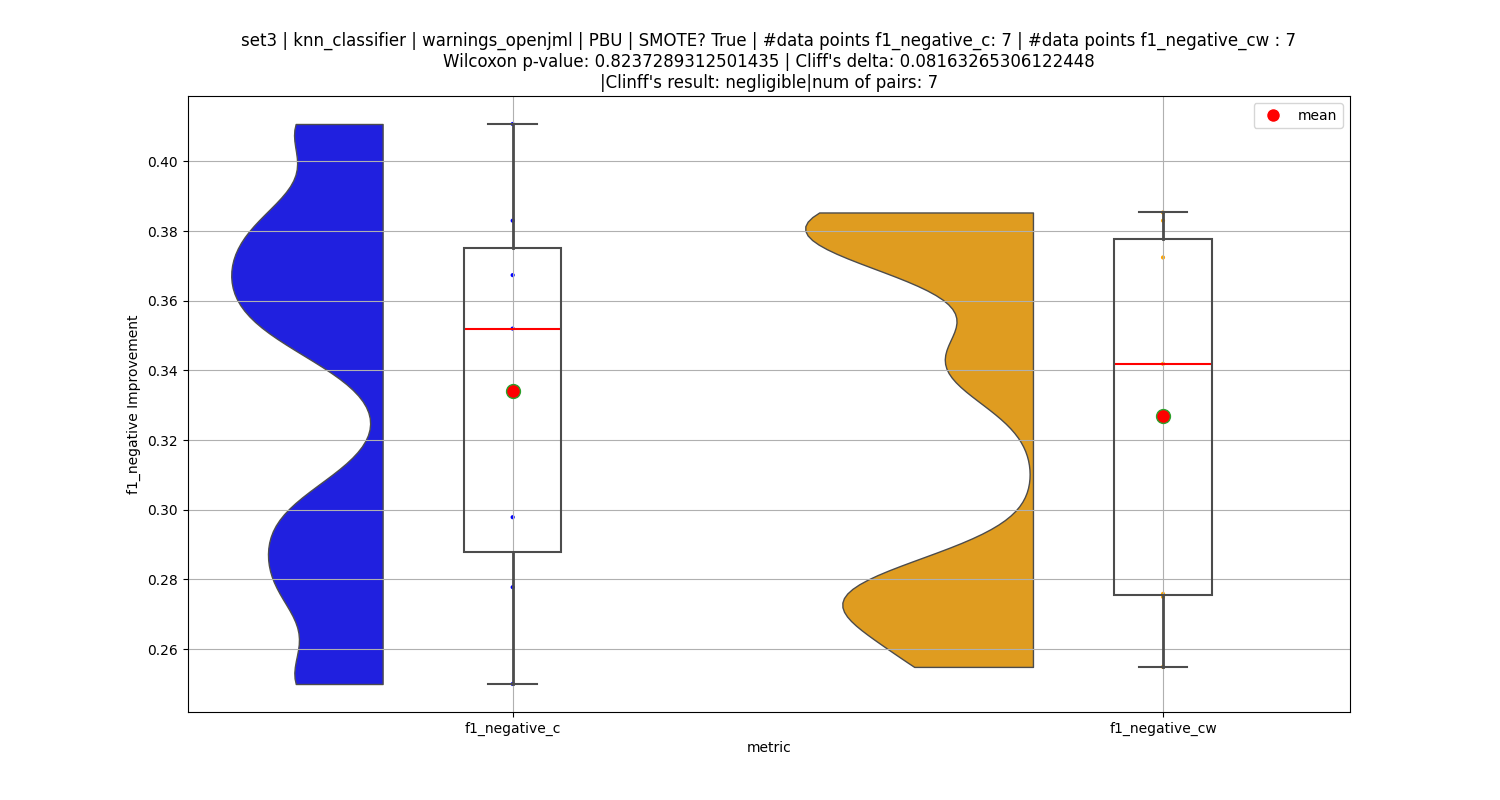 set3 | knn_classifier | warnings_openjml | PBU | SMOTE? True | #data points f1_negative_c: 7 | #data points f1_negative_cw : 7
Wilcoxon p-value: 0.8237289312501435 | Cliff's delta: 0.08163265306122448
|Clinff's result: negligible|num of pairs: 7
mean
0.40
0.38
0.36
0.34
0.32
0.30
0.28
0.26
f1_negative Improvement
f1_negative_c
f1_negative_cw
metric